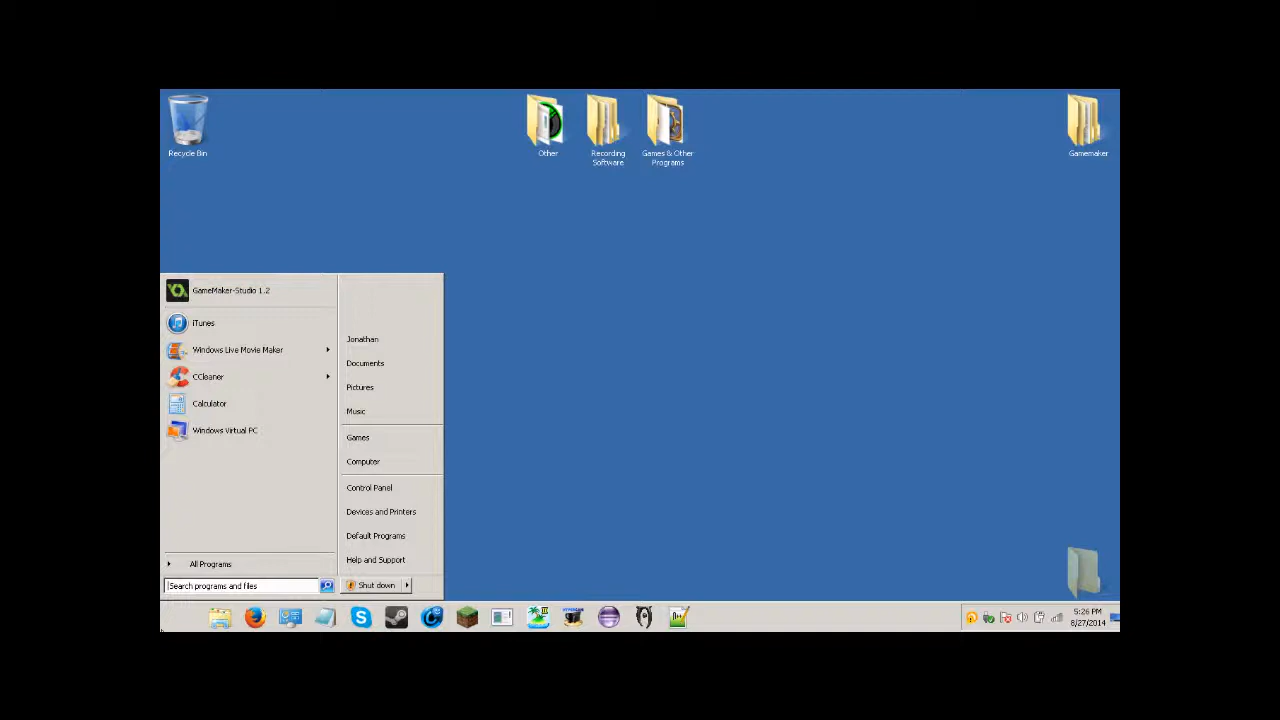 Recycle Bin
Other
Recording
Software
Games & Other
Programs
Gamemaker
GameMaker-Studio 1.2
iTunes
Windows Live Movie Maker
CCleaner
Calculator
Windows Virtual PC
All Programs
Search programs and files
Jonathan
Documents
Pictures
Music
Games
Computer
Control Panel
Devices and Printers
Default Programs
Help and Support
Shut down
5:26 PM
8/27/2014